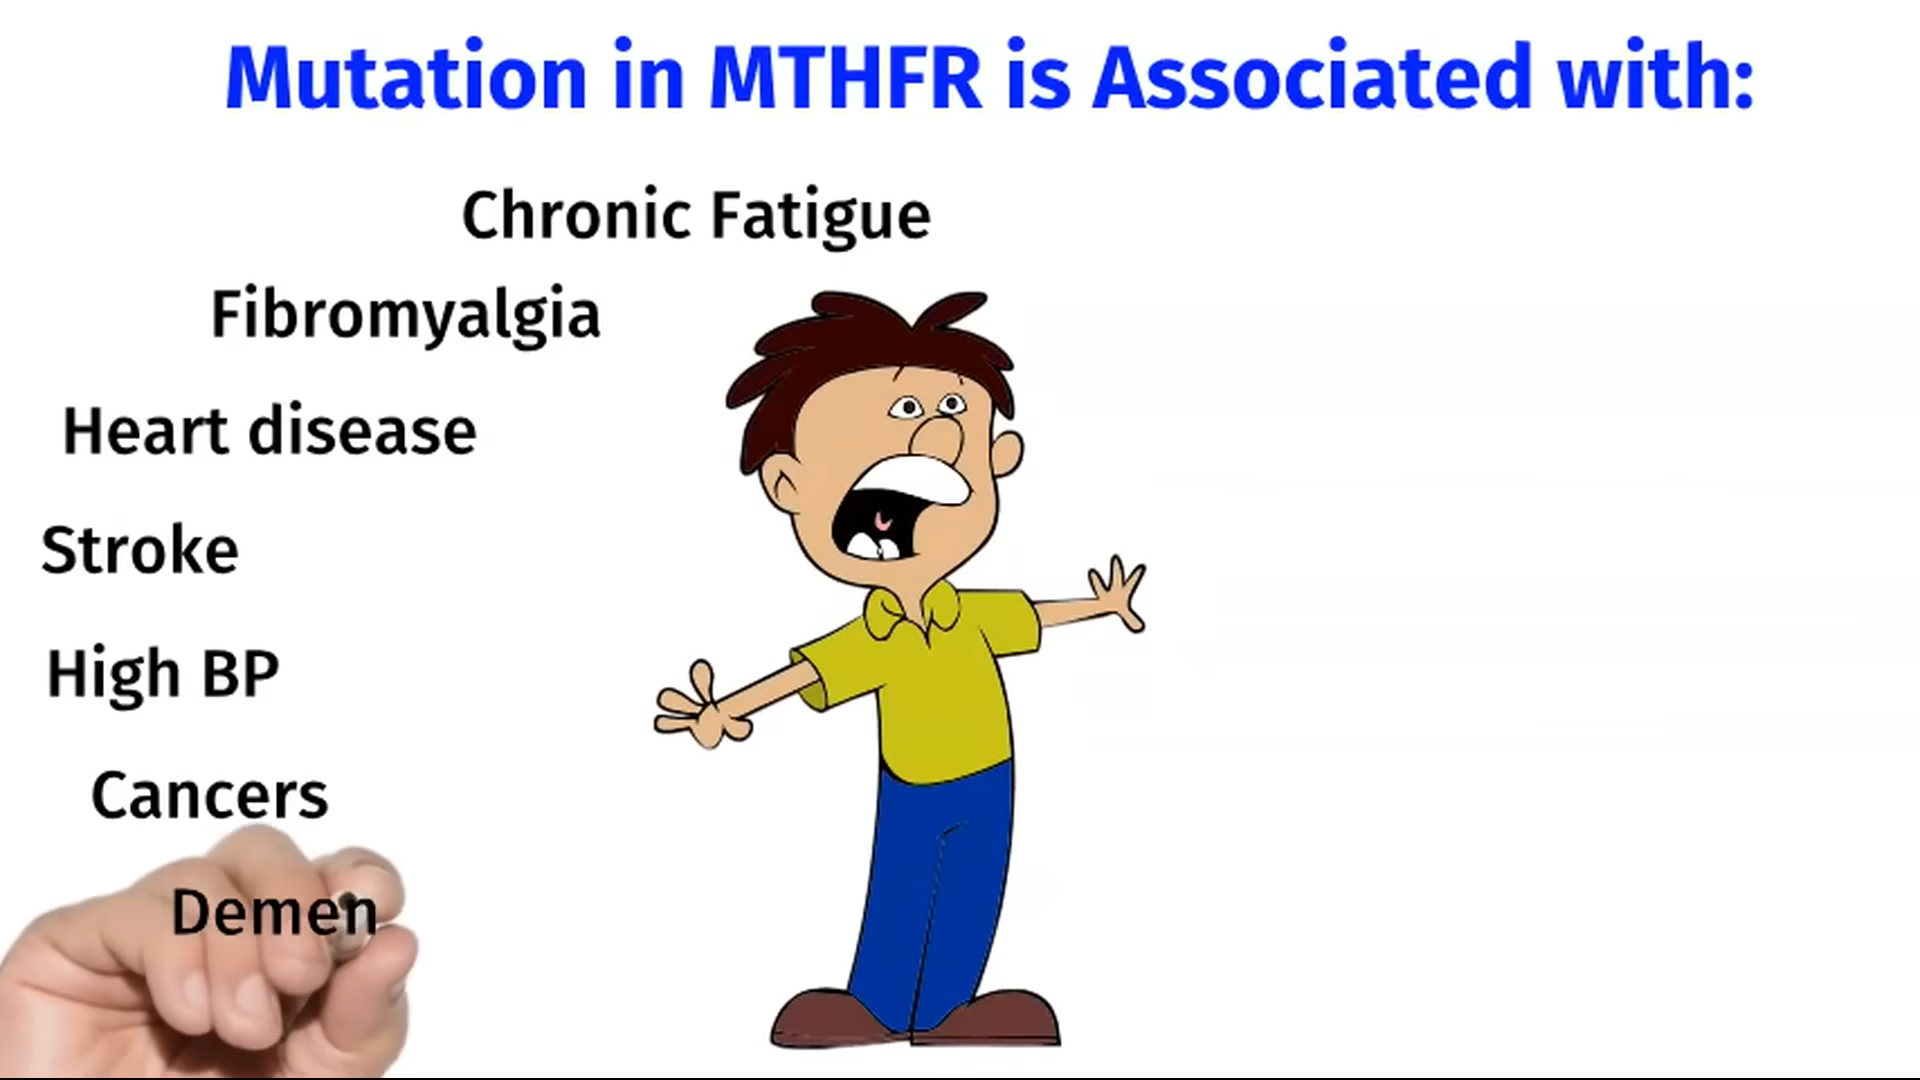 Mutation in MTHFR is Associated with:
Chronic Fatigue
Fibromyalgia
Heart disease
Stroke
High BP
Cancers
Demen